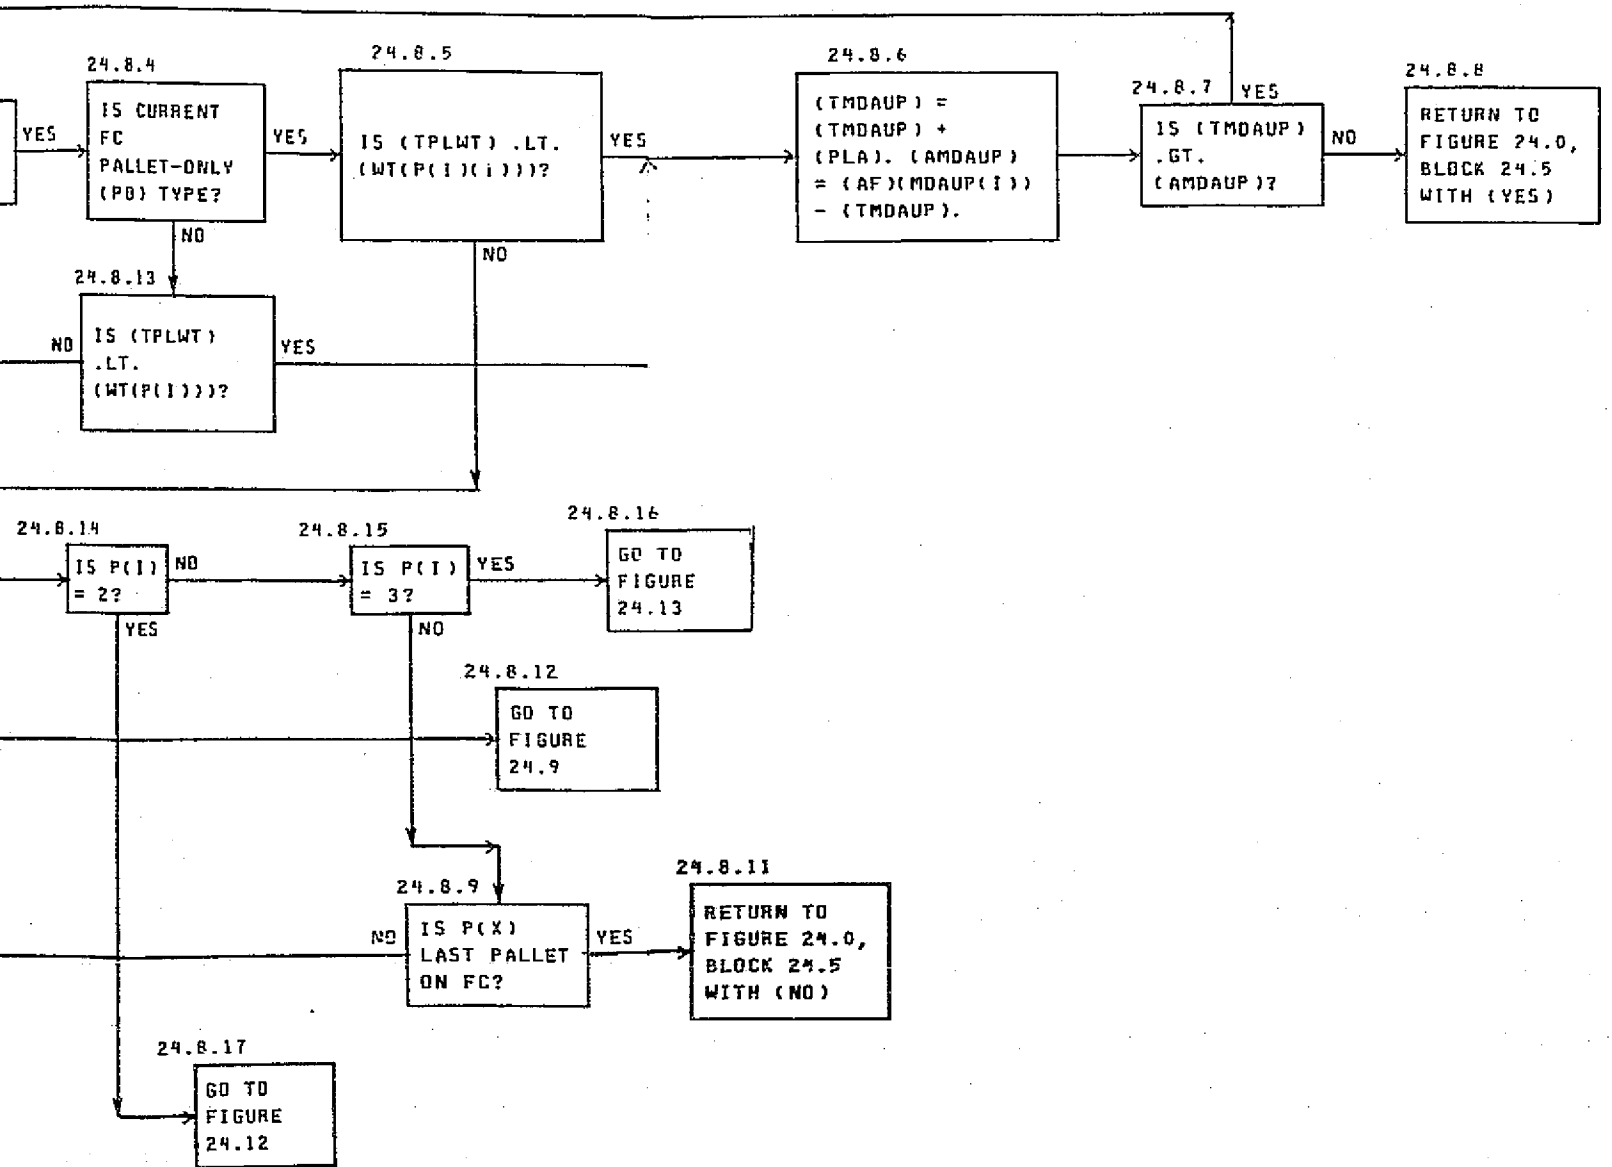 24.8.4
IS CURRENT
FC
PALLET-ONLY
(PO) TYPE?
YES
YES
NO
24.8.5
IS (TPLWT) .LT.
(WT(P(I)(i)))?
YES
NO
24.8.6
(TMDAUP) =
(TMDAUP) +
(PLA). (AMDAUP)
= (AF)(MDAUP(I))
- (TMDAUP).
24.8.7
YES
IS (TMDAUP)
.GT.
(AMDAUP)?
NO
24.8.8
RETURN TO
FIGURE 24.0,
BLOCK 24.5
WITH (YES)
24.8.13
NO
IS (TPLWT)
.LT.
(WT(P(I)))?
YES
24.8.14
IS P(I)
= 2?
NO
YES
24.8.15
IS P(I)
= 3?
YES
NO
24.8.16
GO TO
FIGURE
24.13
24.8.12
GO TO
FIGURE
24.9
24.8.9
NO
IS P(X)
LAST PALLET
ON FC?
YES
24.8.11
RETURN TO
FIGURE 24.0,
BLOCK 24.5
WITH (NO)
24.8.17
GO TO
FIGURE
24.12